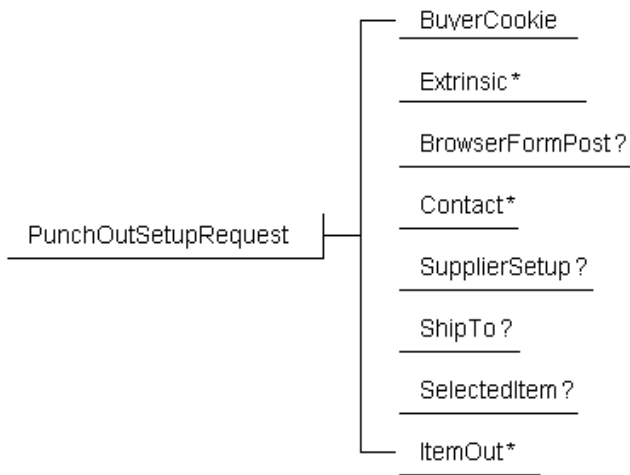 BuyerCookie
Extrinsic*
BrowserFormPost?
Contact*
PunchOutSetupRequest
SupplierSetup?
ShipTo?
SelectedItem?
ItemOut*